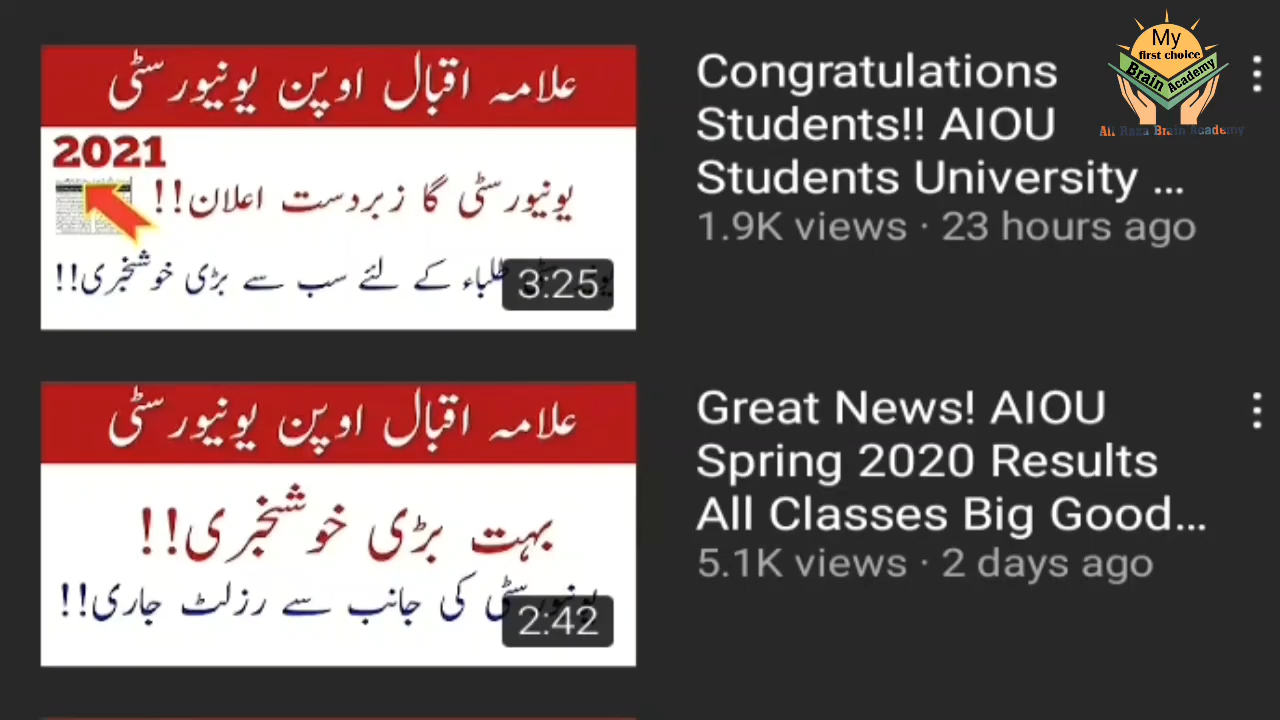 علامہ اقبال اوپن یونیورسٹی
2021
یونیورسٹی گا زبردست اعلان!!
طلباء کے لئے سب سے بڑی خوشخبری!!
3:25
Congratulations
Students!! AIOU
Students University ...
1.9K views · 23 hours ago
My
first choice
Brain Academy
Ali Raza Brain Academy
علامہ اقبال اوپن یونیورسٹی
بہت بڑی خوشخبری!!
یونیورسٹی کی جانب سے رزلٹ جاری!!
2:42
Great News! AIOU
Spring 2020 Results
All Classes Big Good...
5.1K views · 2 days ago